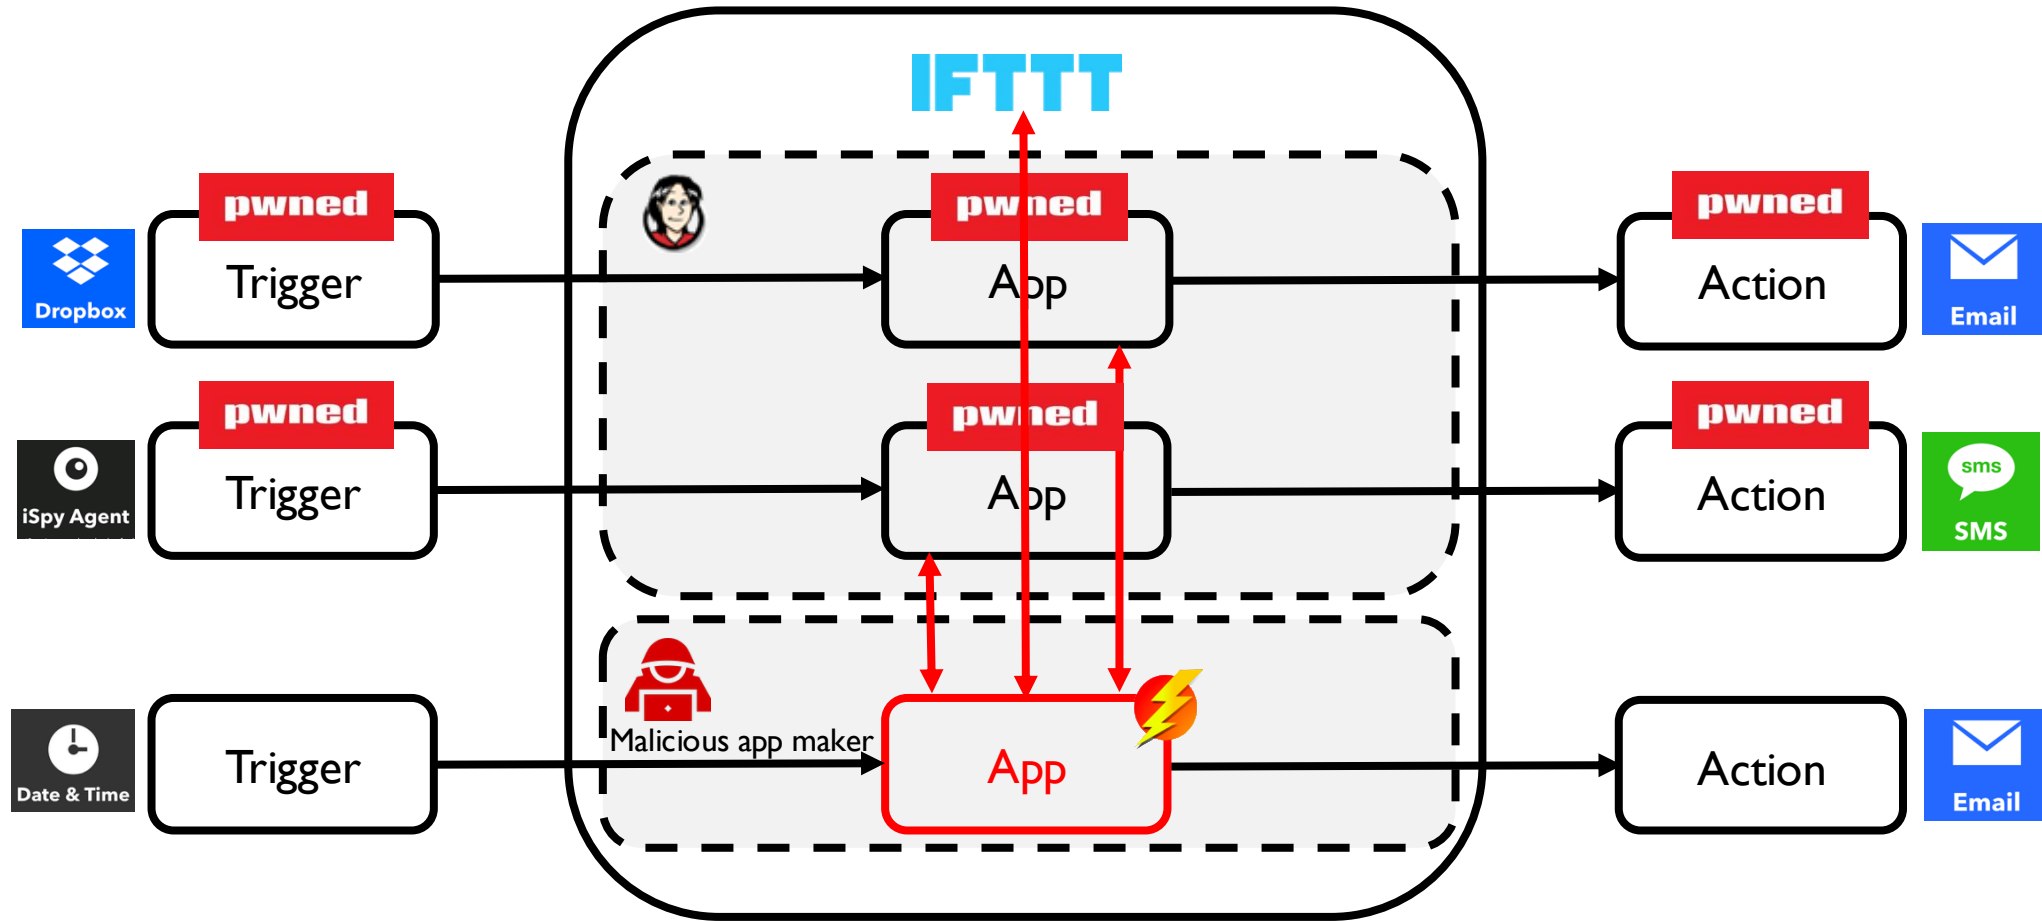 IFTTT
pwned
pwned
pwned
Dropbox
Trigger
App
Action
Email
pwned
pwned
pwned
iSpy Agent
Trigger
App
Action
sms
SMS
Malicious app maker
Date & Time
Trigger
App
Action
Email